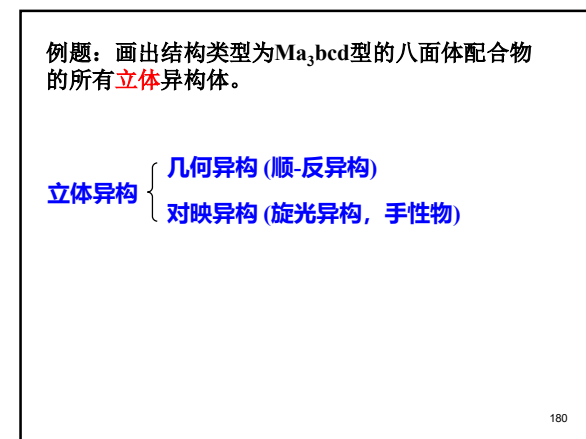 例题：画出结构类型为Ma₃bcd型的八面体配合物
的所有立体异构体。
几何异构 (顺-反异构)
立体异构
对映异构 (旋光异构，手性物)
180